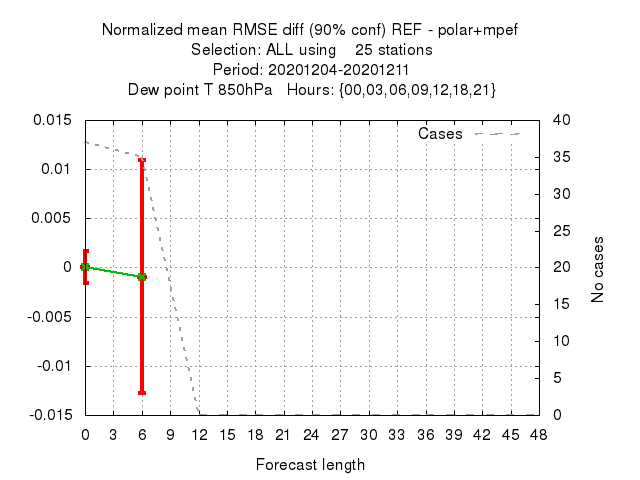 Normalized mean RMSE diff (90% conf) REF - polar+mpef
Selection: ALL using 25 stations
Period: 20201204-20201211
Dew point T 850hPa Hours: {00,03,06,09,12,18,21}
Cases
0.015
0.01
0.005
0
-0.005
-0.01
-0.015
40
35
30
25
20
15
10
5
0
No cases
0 3 6 9 12 15 18 21 24 27 30 33 36 39 42 45 48
Forecast length